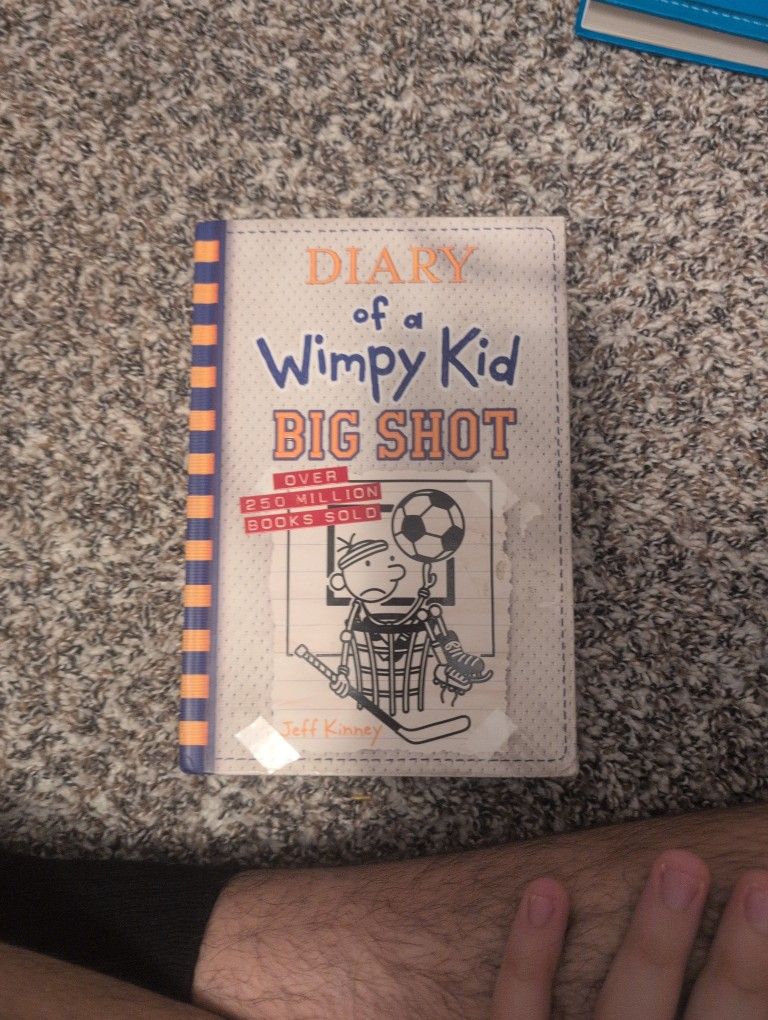 DIARY
of a
Wimpy Kid
BIG SHOT
OVER
250 MILLION
BOOKS SOLD
Jeff Kinney